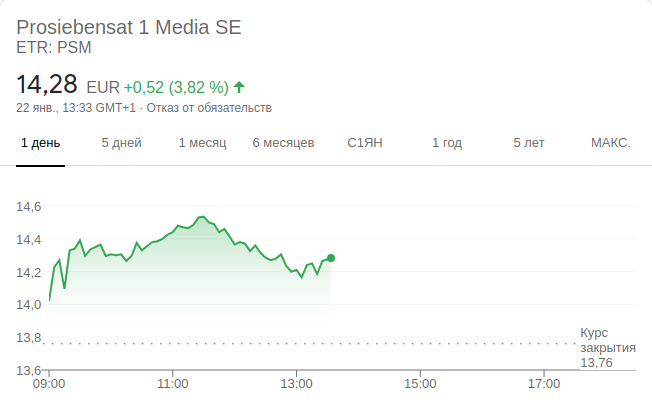 Prosiebensat 1 Media SE
ETR: PSM
14,28 EUR +0,52 (3,82 %)
22 янв., 13:33 GMT+1 · Отказ от обязательств
1 день 5 дней 1 месяц 6 месяцев С1ЯН 1 год 5 лет МАКС.
14,6
14,4
14,2
14,0
13,8
13,6
Курс
закрытия
13,76
09:00 11:00 13:00 15:00 17:00